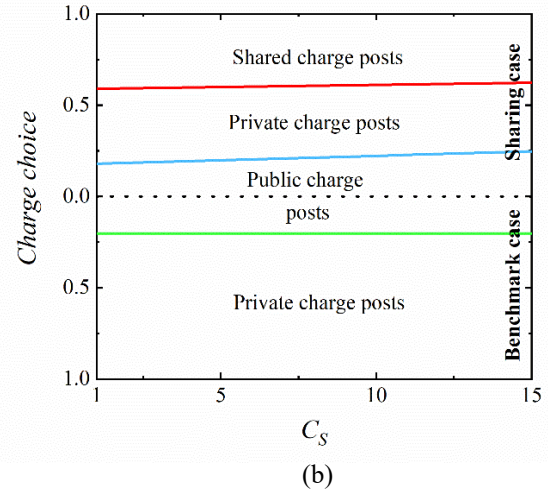 1.0
Shared charge posts
0.5
Private charge posts
Sharing case
Public charge
0.0
posts
Charge choice
0.5
Private charge posts
Benchmark case
1.0
1
5
10
15
C_S
(b)